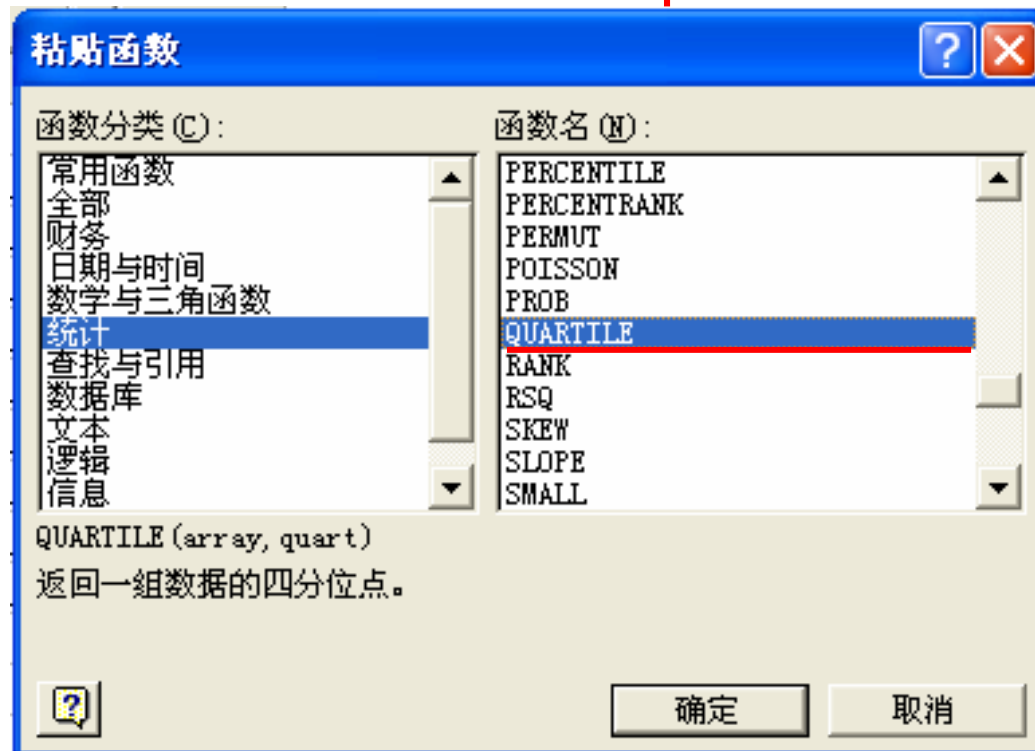 粘贴函数
函数分类(C):
常用函数
全部
财务
日期与时间
数学与三角函数
统计
查找与引用
数据库
文本
逻辑
信息
函数名(N):
PERCENTILE
PERCENTRANK
PERMUT
POISSON
PROB
QUARTILE
RANK
RSQ
SKEW
SLOPE
SMALL
QUARTILE(array,quart)
返回一组数据的四分位点。
确定
取消